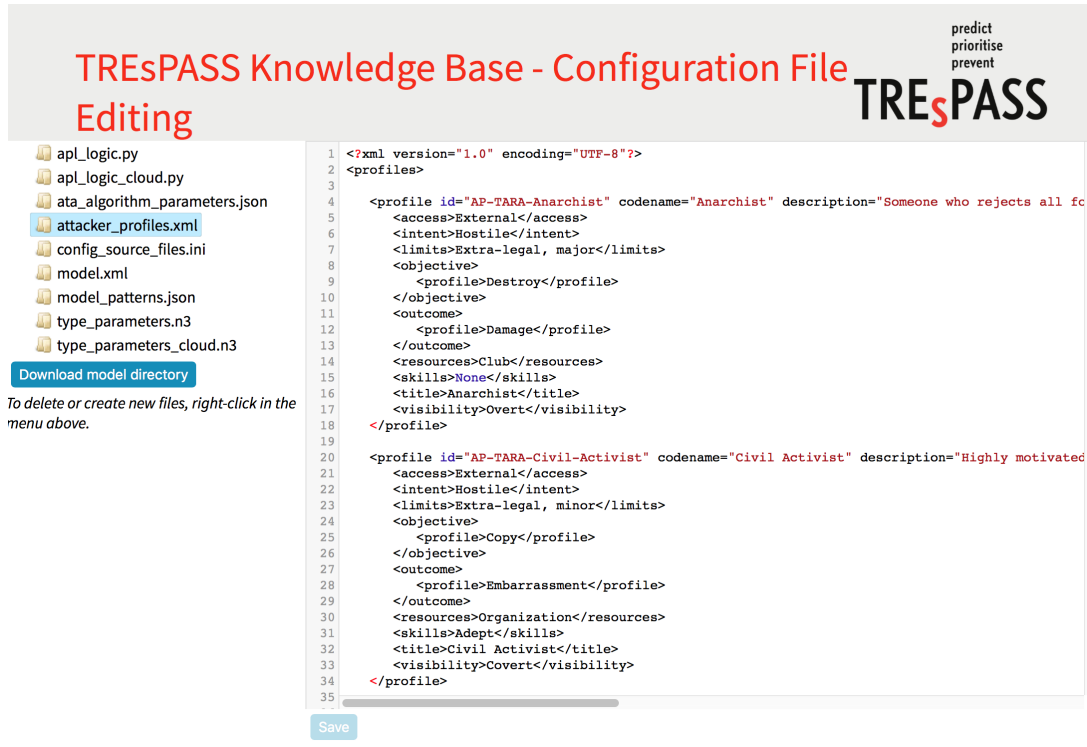 predict
prioritise
prevent
TREsPASS
TREsPASS Knowledge Base - Configuration File
Editing
apl_logic.py
apl_logic_cloud.py
ata_algorithm_parameters.json
attacker_profiles.xml
config_source_files.ini
model.xml
model_patterns.json
type_parameters.n3
type_parameters_cloud.n3
Download model directory
To delete or create new files, right-click in the
menu above.
1 <?xml version="1.0" encoding="UTF-8"?>
2 <profiles>
3
4 <profile id="AP-TARA-Anarchist" codename="Anarchist" description="Someone who rejects all fo
5 <access>External</access>
6 <intent>Hostile</intent>
7 <limits>Extra-legal, major</limits>
8 <objective>
9 <profile>Destroy</profile>
10 </objective>
11 <outcome>
12 <profile>Damage</profile>
13 </outcome>
14 <resources>Club</resources>
15 <skills>None</skills>
16 <title>Anarchist</title>
17 <visibility>Overt</visibility>
18 </profile>
19
20 <profile id="AP-TARA-Civil-Activist" codename="Civil Activist" description="Highly motivated
21 <access>External</access>
22 <intent>Hostile</intent>
23 <limits>Extra-legal, minor</limits>
24 <objective>
25 <profile>Copy</profile>
26 </objective>
27 <outcome>
28 <profile>Embarrassment</profile>
29 </outcome>
30 <resources>Organization</resources>
31 <skills>Adept</skills>
32 <title>Civil Activist</title>
33 <visibility>Covert</visibility>
34 </profile>
35
Save